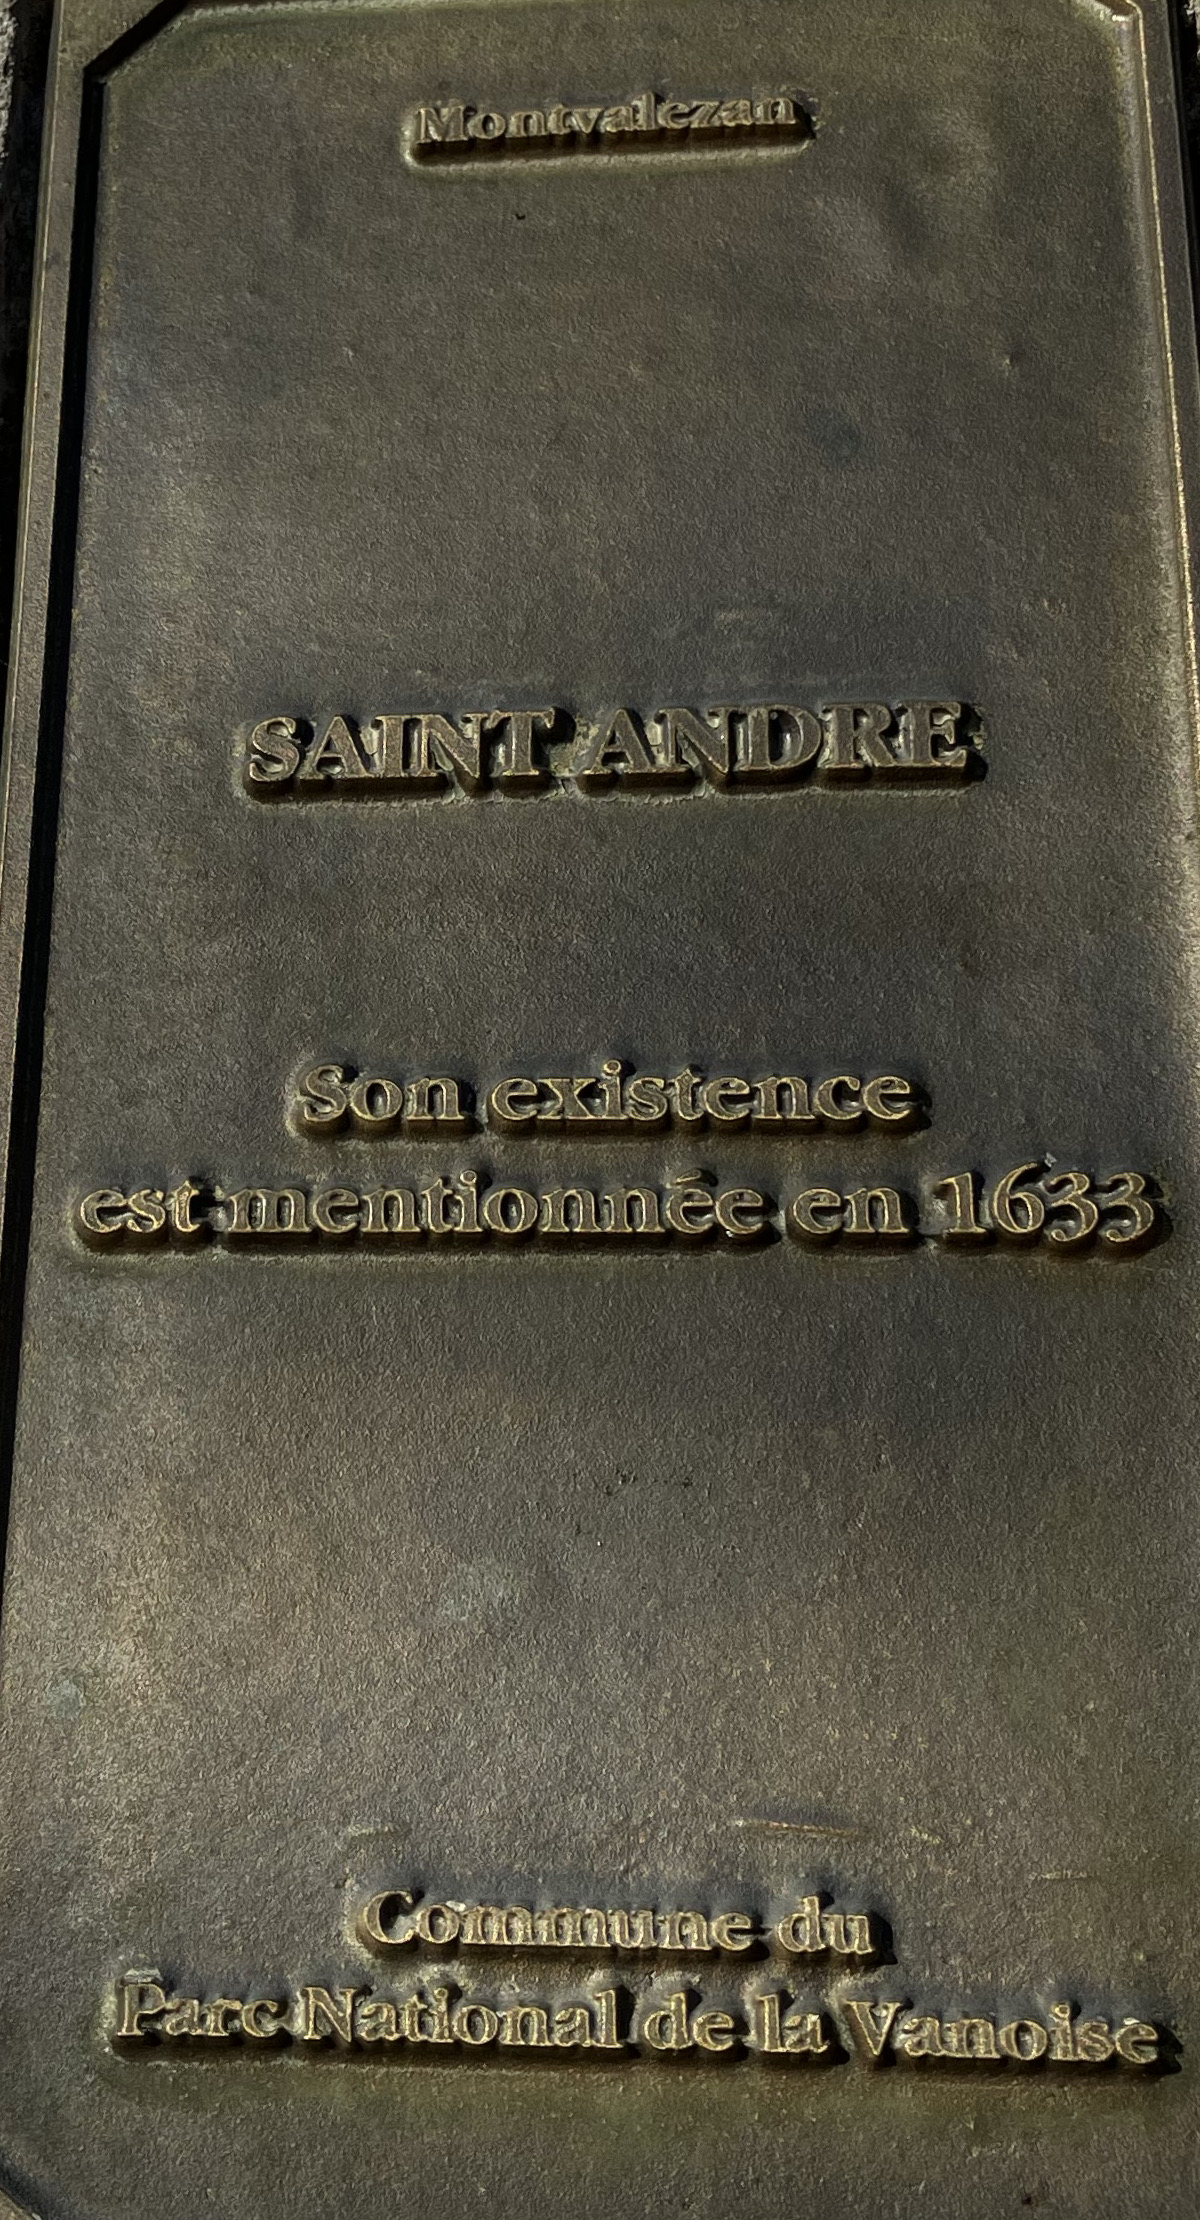 Montvalezan
SAINT ANDRE
Son existence
est mentionnée en 1633
Commune du
Parc National de la Vanoise